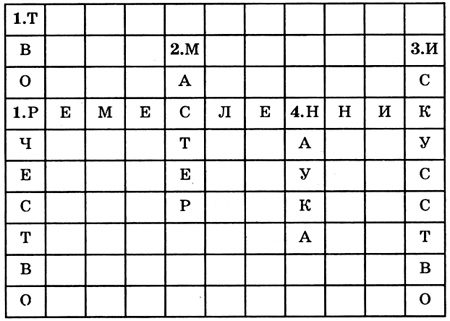 1.Т
В 2.М 3.И
О А С
1.Р Е М Е С Л Е 4.Н Н И К
Ч Т А У
Е Е У С
С Р К С
Т А Т
В В
О О